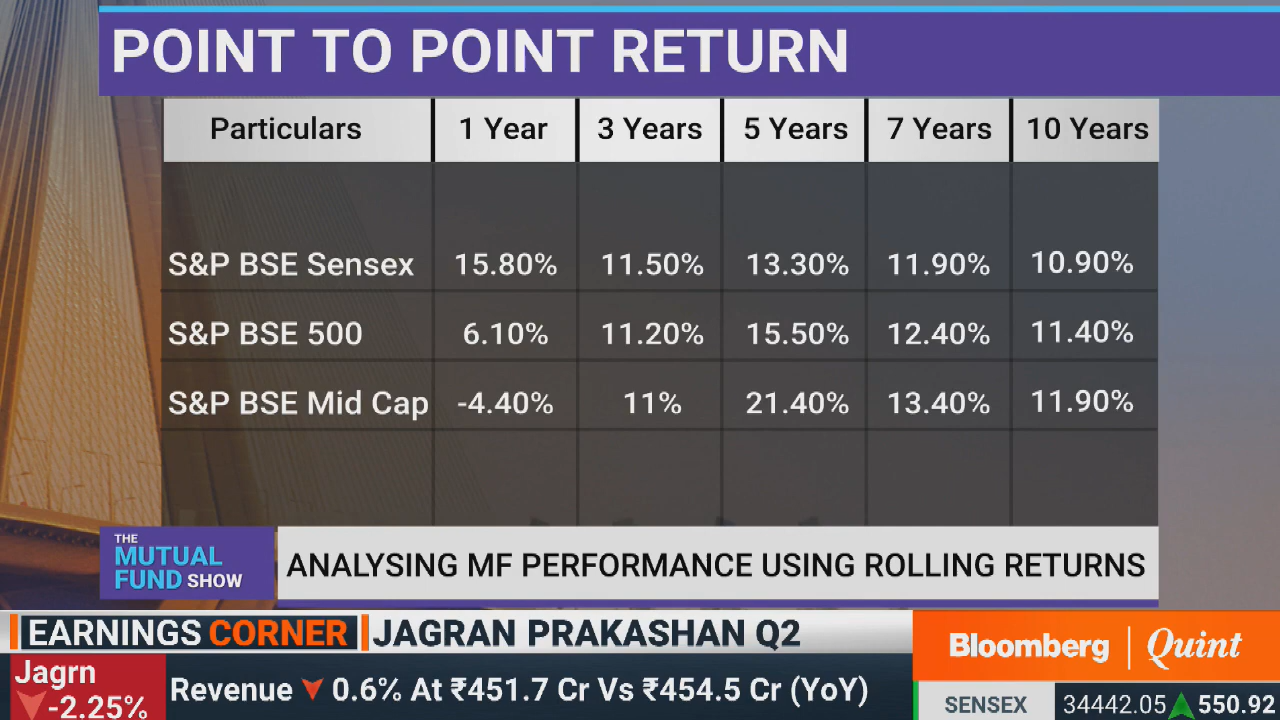 POINT TO POINT RETURN
Particulars 1 Year 3 Years 5 Years 7 Years 10 Years
S&P BSE Sensex 15.80% 11.50% 13.30% 11.90% 10.90%
S&P BSE 500 6.10% 11.20% 15.50% 12.40% 11.40%
S&P BSE Mid Cap -4.40% 11% 21.40% 13.40% 11.90%
THE
MUTUAL
FUND SHOW
ANALYSING MF PERFORMANCE USING ROLLING RETURNS
EARNINGS CORNER JAGRAN PRAKASHAN Q2
Jagrn
-2.25%
Revenue ▼ 0.6% At ₹451.7 Cr Vs ₹454.5 Cr (YoY)
Bloomberg | Quint
SENSEX 34442.05 ▲ 550.92